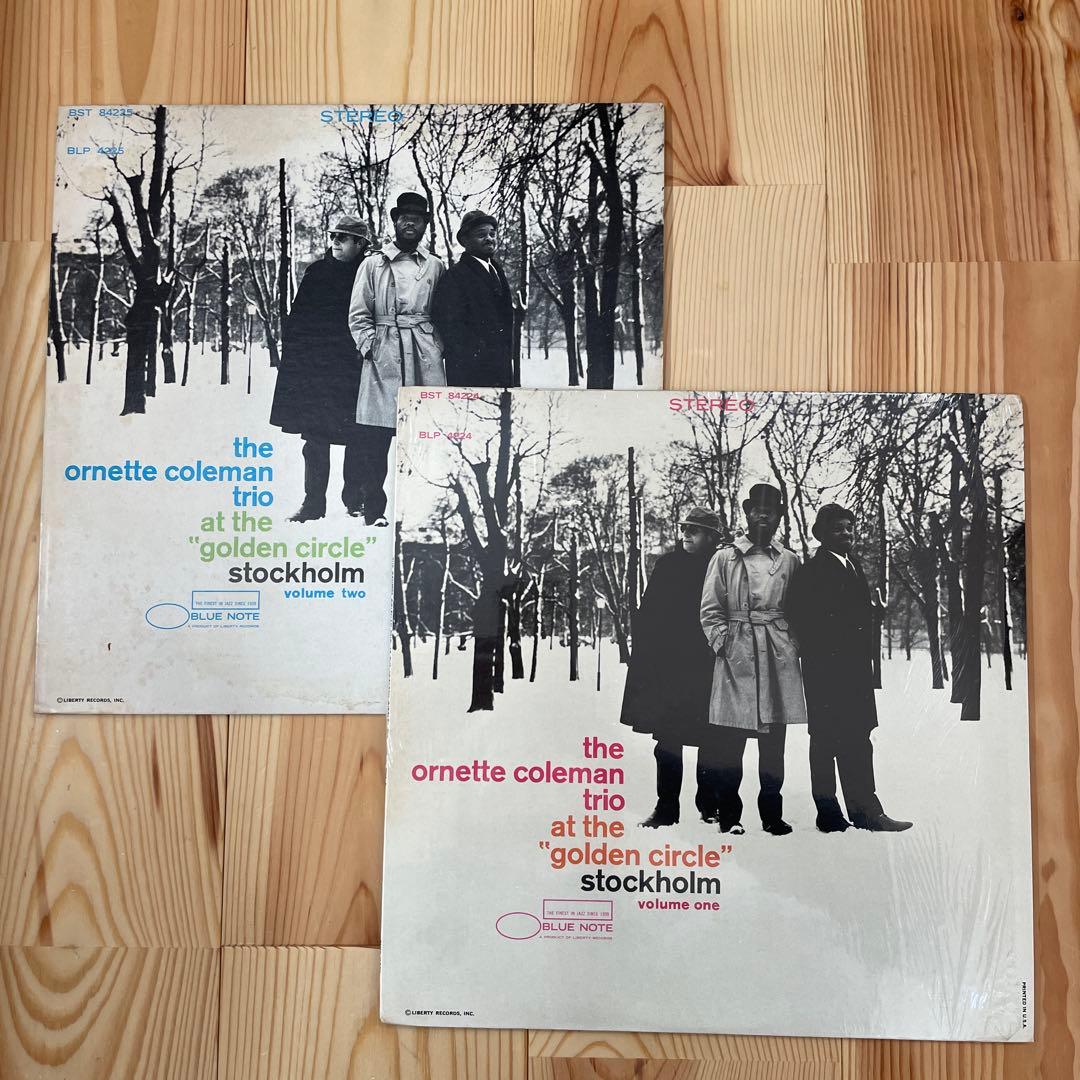 BST 84225
STEREO
BLP 4225
the
ornette coleman
trio
at the
"golden circle"
stockholm
volume two
THE FINEST IN JAZZ SINCE 1939
BLUE NOTE
A PRODUCT OF LIBERTY RECORDS
©LIBERTY RECORDS, INC.
BST 84224
STEREO
BLP 4224
the
ornette coleman
trio
at the
"golden circle"
stockholm
volume one
THE FINEST IN JAZZ SINCE 1939
BLUE NOTE
A PRODUCT OF LIBERTY RECORDS
©LIBERTY RECORDS, INC.
PRINTED IN U.S.A.